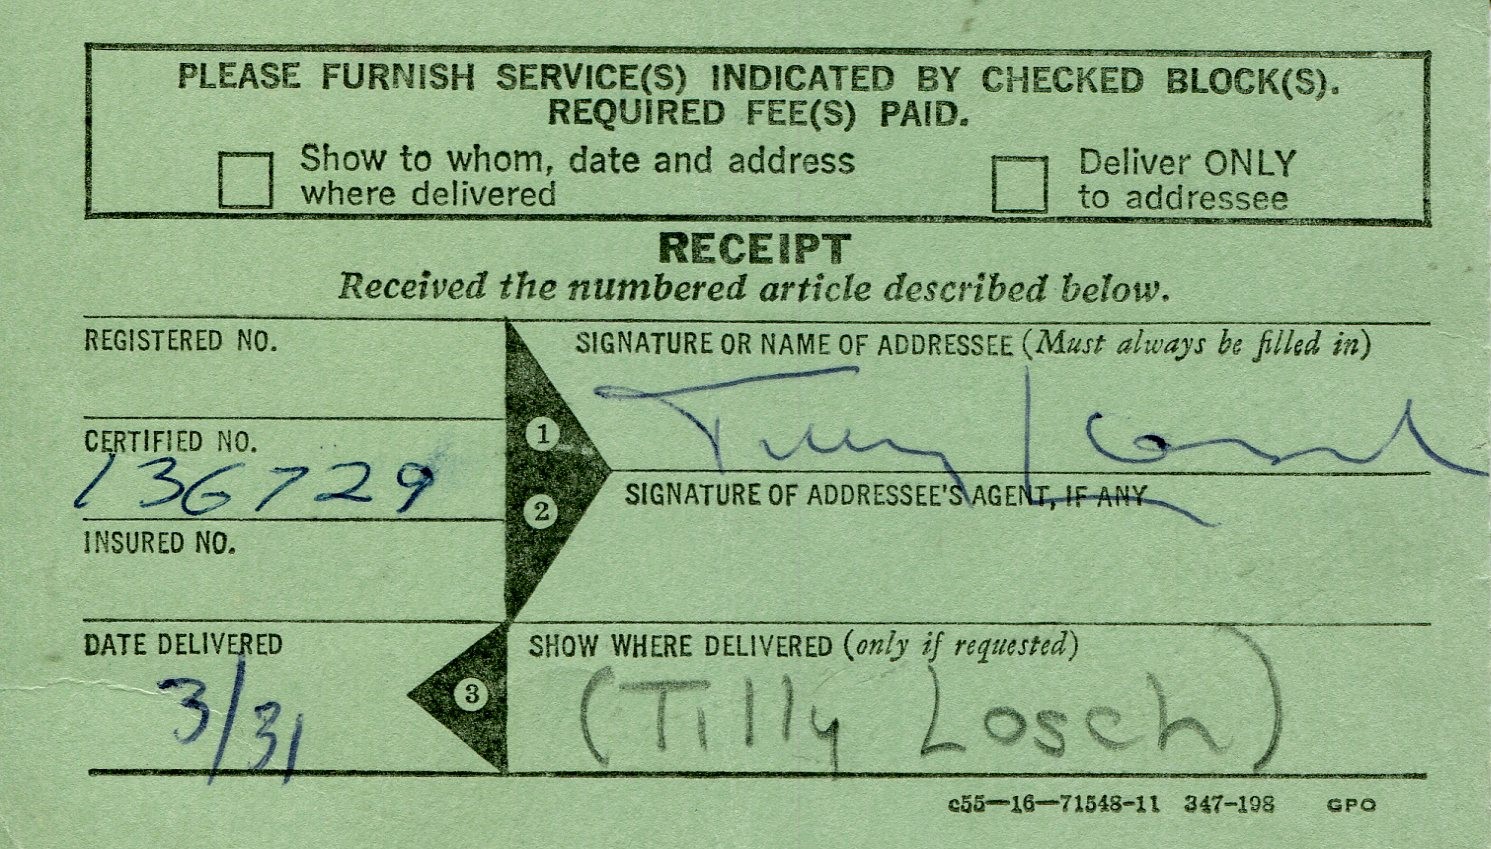 PLEASE FURNISH SERVICE(S) INDICATED BY CHECKED BLOCK(S).
REQUIRED FEE(S) PAID.
Show to whom, date and address
where delivered
Deliver ONLY
to addressee
RECEIPT
Received the numbered article described below.
REGISTERED NO.
SIGNATURE OR NAME OF ADDRESSEE (Must always be filled in)
Tilly Losch
CERTIFIED NO.
136729
1
2
SIGNATURE OF ADDRESSEE'S AGENT, IF ANY
INSURED NO.
DATE DELIVERED
3/31
3
SHOW WHERE DELIVERED (only if requested)
(Tilly Losch)
c55—16—71548-11 347-198 GPO